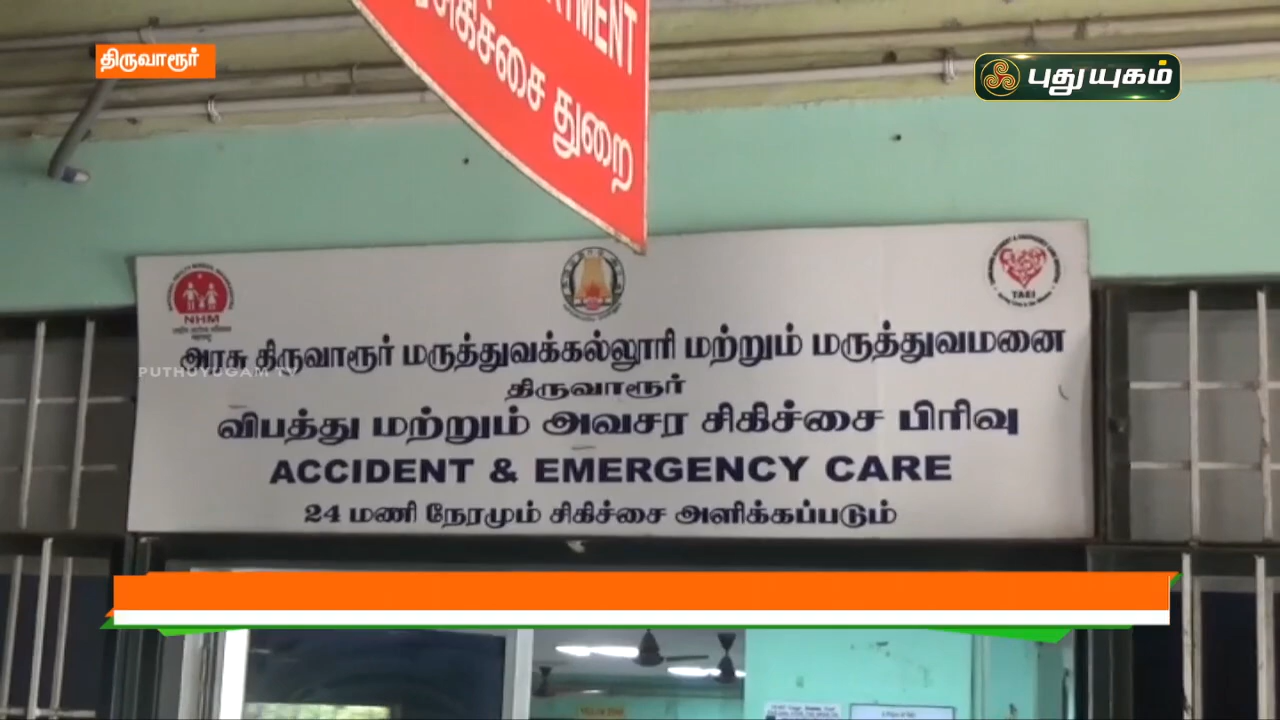 திருவாரூர்
புதுயுகம்
சிகிச்சை துறை
NHM
TAEI
அரசு திருவாரூர் மருத்துவக்கல்லூரி மற்றும் மருத்துவமனை
PUTHUYUGAM TV
திருவாரூர்
விபத்து மற்றும் அவசர சிகிச்சை பிரிவு
ACCIDENT & EMERGENCY CARE
24 மணி நேரமும் சிகிச்சை அளிக்கப்படும்